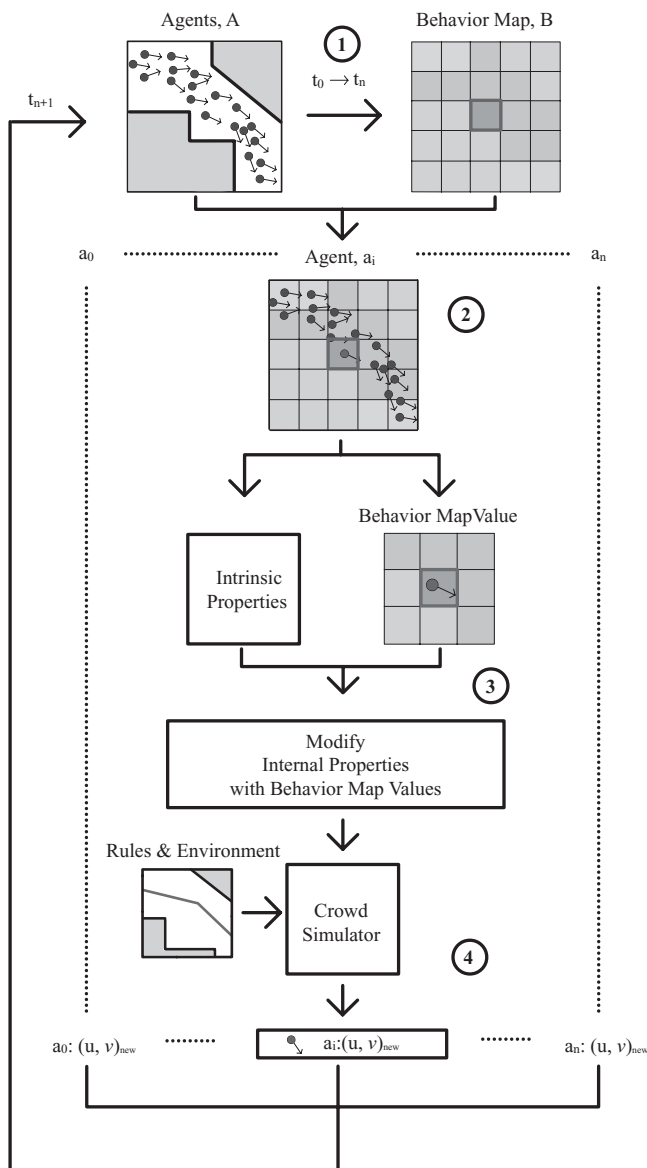 Agents, A
Behavior Map, B
1
t0 → tn
tn+1
a0
Agent, ai
an
2
Behavior MapValue
Intrinsic
Properties
3
Modify
Internal Properties
with Behavior Map Values
Rules & Environment
Crowd
Simulator
4
a0: (u, v)new
ai:(u, v)new
an: (u, v)new